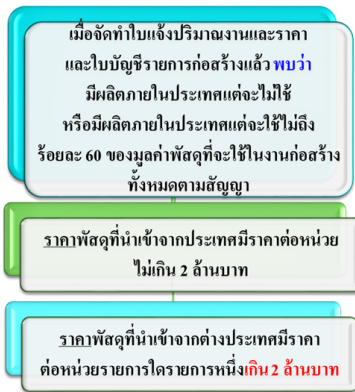 เมื่อจัดทำใบแจ้งปริมาณงานและราคา
และใบบัญชีรายการก่อสร้างแล้ว พบว่า
มีผลิตภายในประเทศแต่จะไม่ใช้
หรือมีผลิตภายในประเทศแต่จะใช้ไม่ถึง
ร้อยละ 60 ของมูลค่าพัสดุที่จะใช้ในงานก่อสร้าง
ทั้งหมดตามสัญญา
ราคาพัสดุที่นำเข้าจากประเทศมีราคาต่อหน่วย
ไม่เกิน 2 ล้านบาท
ราคาพัสดุที่นำเข้าจากต่างประเทศมีราคา
ต่อหน่วยรายการใดรายการหนึ่งเกิน 2 ล้านบาท